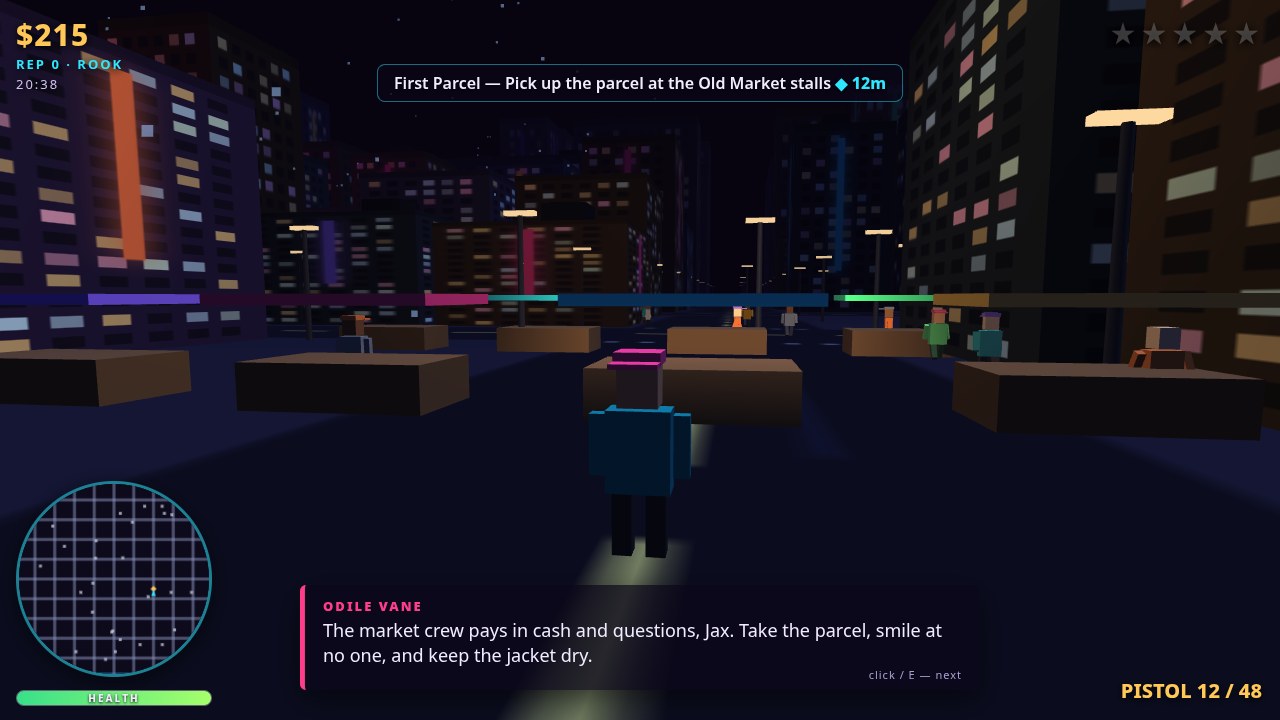 $215
REP 0 · ROOK
20:38
First Parcel — Pick up the parcel at the Old Market stalls ◆ 12m
★★★★★
ODILE VANE
The market crew pays in cash and questions, Jax. Take the parcel, smile at
no one, and keep the jacket dry.
click / E — next
HEALTH
PISTOL 12 / 48